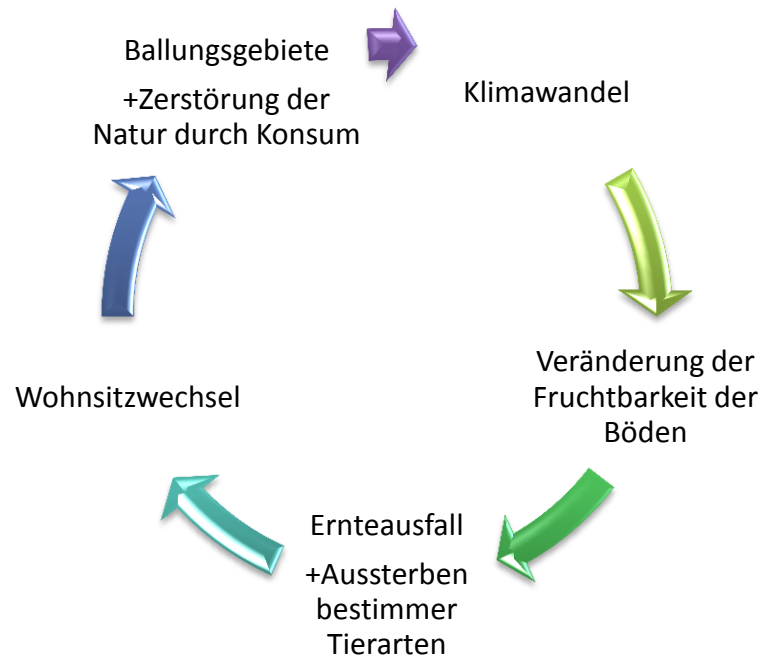 Ballungsgebiete
+Zerstörung der
Natur durch Konsum
Klimawandel
Veränderung der
Fruchtbarkeit der
Böden
Ernteausfall
+Aussterben
bestimmer
Tierarten
Wohnsitzwechsel